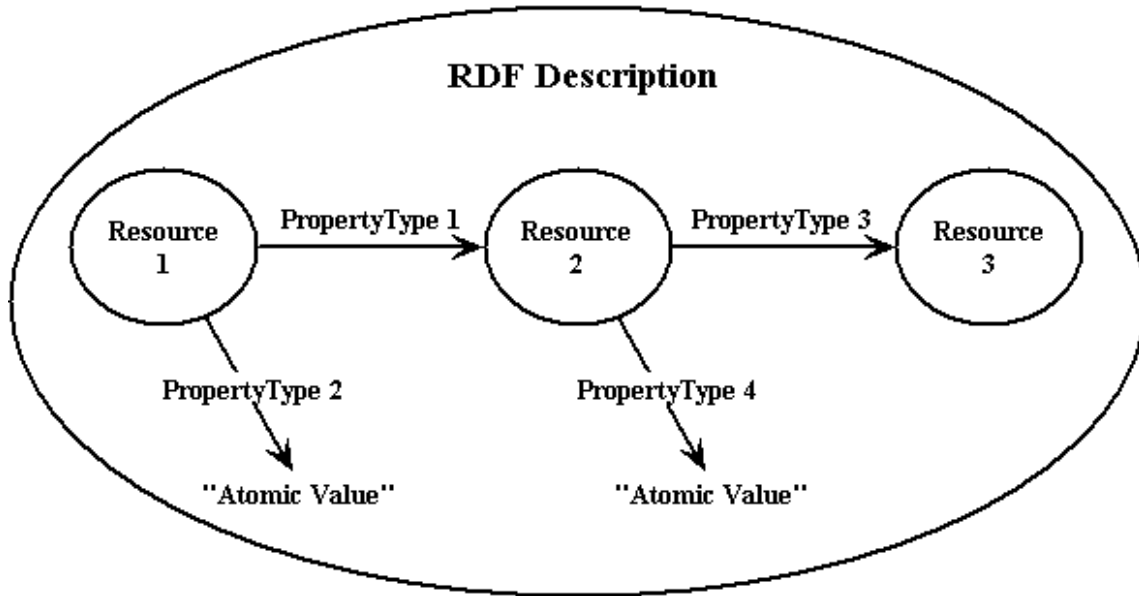 RDF Description
PropertyType 1
PropertyType 3
Resource
1
Resource
2
Resource
3
PropertyType 2
PropertyType 4
"Atomic Value"
"Atomic Value"